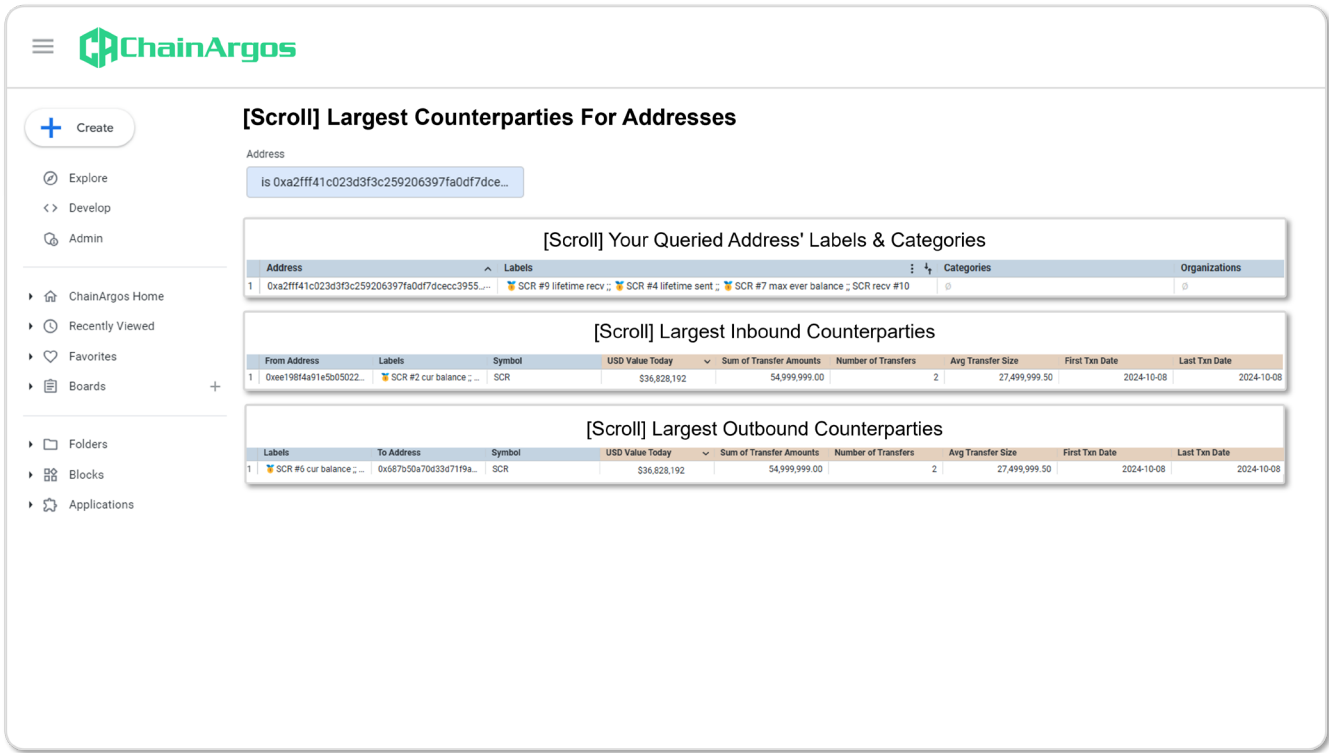 ChainArgos
Create
Explore
Develop
Admin
ChainArgos Home
Recently Viewed
Favorites
Boards
Folders
Blocks
Applications
[Scroll] Largest Counterparties For Addresses
Address
is 0xa2fff41c023d3f3c259206397fa0df7dce...
[Scroll] Your Queried Address' Labels & Categories
Address Labels Categories Organizations
1 0xa2fff41c023d3f3c259206397fa0df7dcecc3955... 🏅SCR #9 lifetime recv ;; 🏅SCR #4 lifetime sent ;; 🏅SCR #7 max ever balance ;; SCR recv #10 ∅ ∅
[Scroll] Largest Inbound Counterparties
From Address Labels Symbol USD Value Today Sum of Transfer Amounts Number of Transfers Avg Transfer Size First Txn Date Last Txn Date
1 0xee198f4a91e5b05022... 🏅SCR #2 cur balance ;; ... SCR $36,828,192 54,999,999.00 2 27,499,999.50 2024-10-08 2024-10-08
[Scroll] Largest Outbound Counterparties
Labels To Address Symbol USD Value Today Sum of Transfer Amounts Number of Transfers Avg Transfer Size First Txn Date Last Txn Date
1 🏅SCR #6 cur balance ;; ... 0x687b50a70d33d71f9a... SCR $36,828,192 54,999,999.00 2 27,499,999.50 2024-10-08 2024-10-08